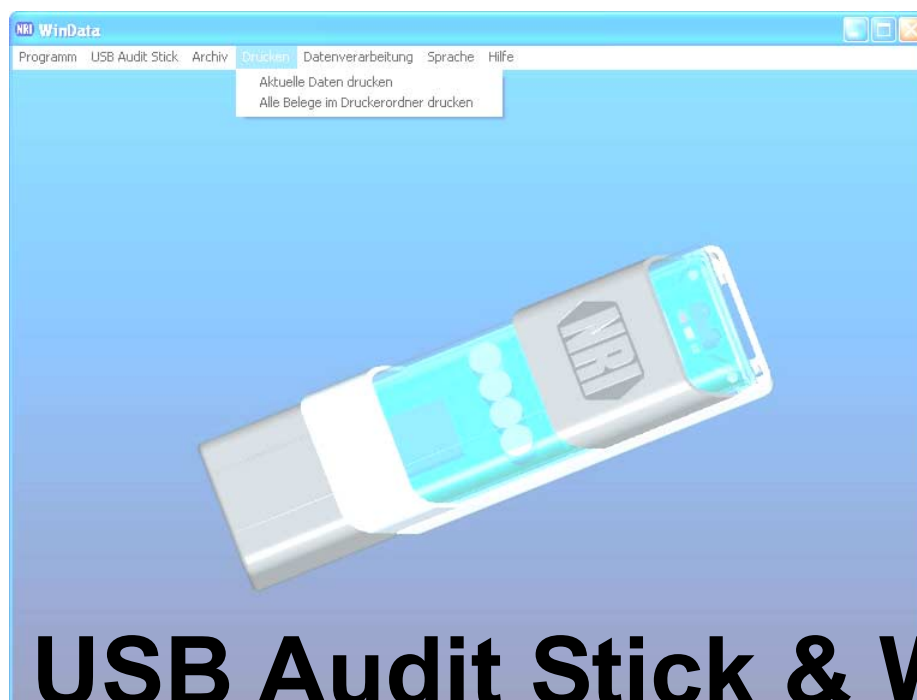 NRI WinData
Programm USB Audit Stick Archiv Drucken Datenverarbeitung Sprache Hilfe
Aktuelle Daten drucken
Alle Belege im Druckerordner drucken
NRI
USB Audit Stick & W